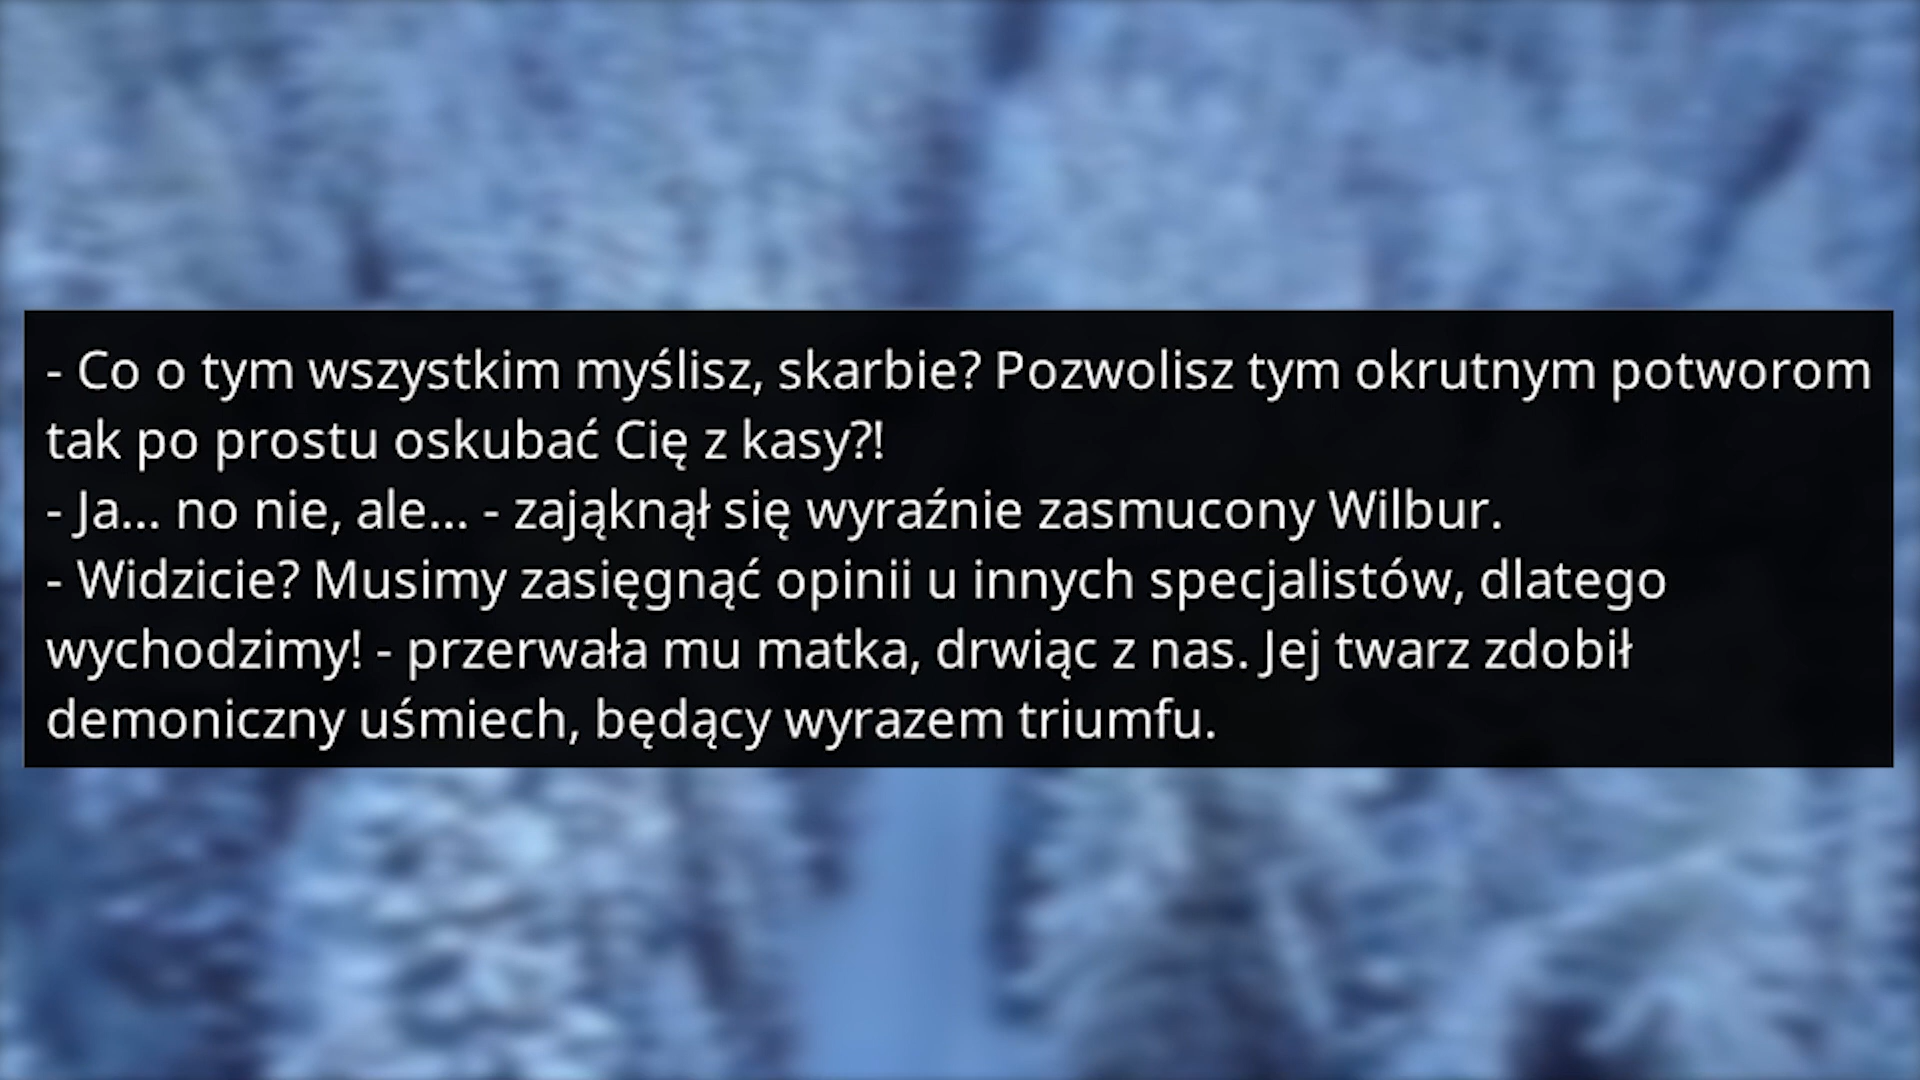 - Co o tym wszystkim myślisz, skarbie? Pozwolisz tym okrutnym potworom
tak po prostu oskubać Cię z kasy?!
- Ja... no nie, ale... - zająknął się wyraźnie zasmucony Wilbur.
- Widzicie? Musimy zasięgnąć opinii u innych specjalistów, dlatego
wychodzimy! - przerwała mu matka, drwiąc z nas. Jej twarz zdobił
demoniczny uśmiech, będący wyrazem triumfu.